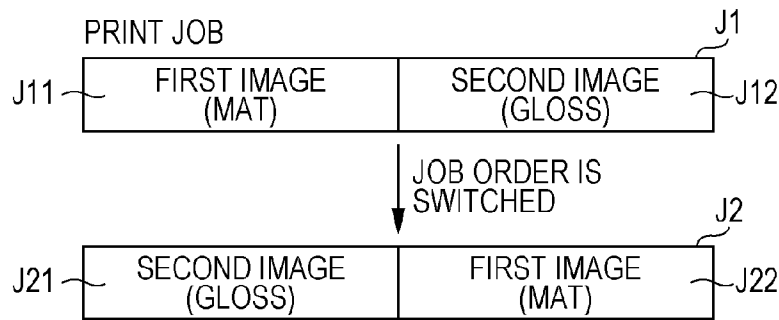 PRINT JOB
J1
J11
FIRST IMAGE
(MAT)
SECOND IMAGE
(GLOSS)
J12
JOB ORDER IS
SWITCHED
J2
J21
SECOND IMAGE
(GLOSS)
FIRST IMAGE
(MAT)
J22